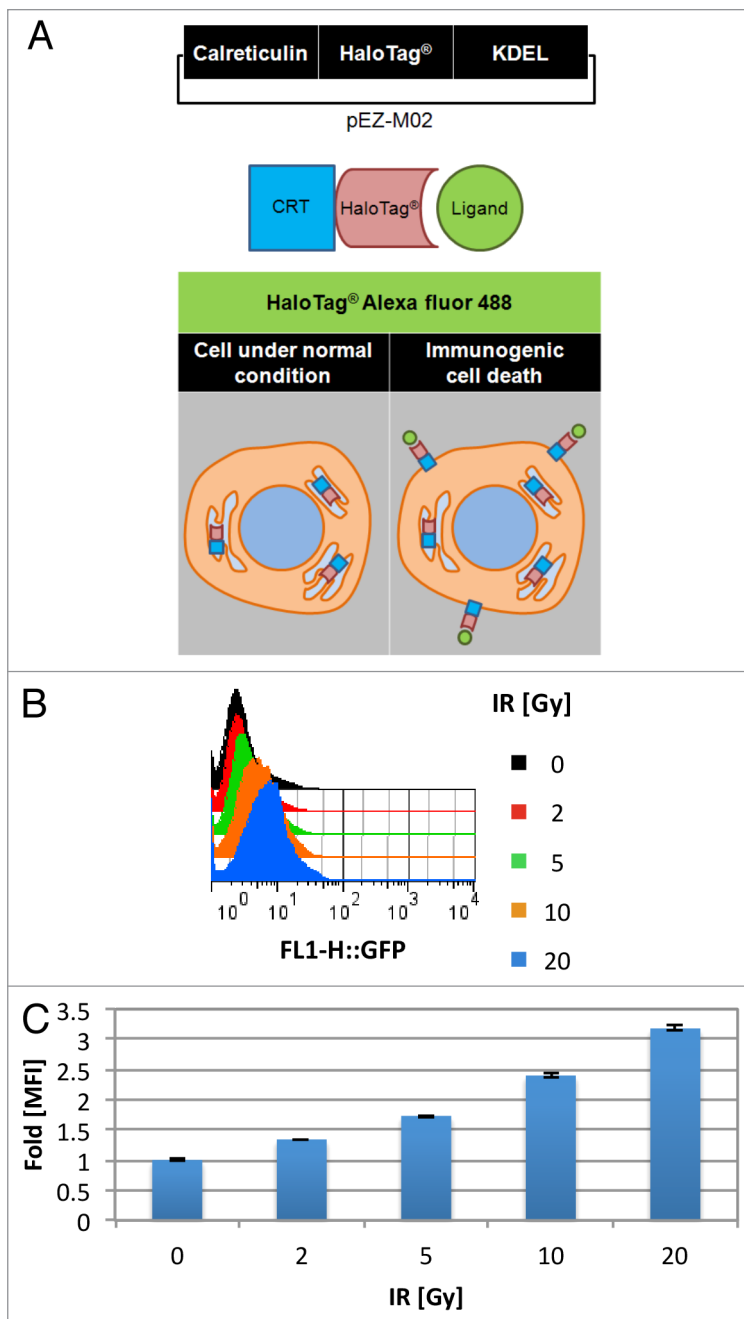 A
Calreticulin HaloTag® KDEL
pEZ-M02
CRT HaloTag® Ligand
HaloTag® Alexa fluor 488
Cell under normal condition
Immunogenic cell death
B
IR [Gy]
0
2
5
10
20
10^0 10^1 10^2 10^3 10^4
FL1-H::GFP
C
Fold [MFI]
3.5
3
2.5
2
1.5
1
0.5
0
0 2 5 10 20
IR [Gy]